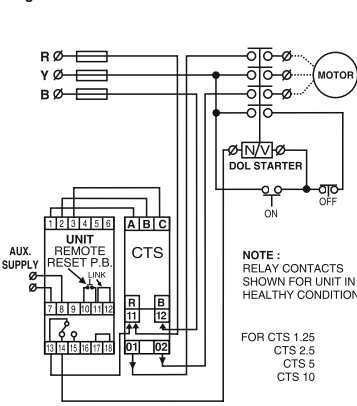 R
Y
B
MOTOR
N/V
DOL STARTER
ON
OFF
1 2 3 4 5 6
A B C
UNIT
REMOTE
RESET P.B.
LINK
CTS
AUX.
SUPPLY
7 8 9 10 11 12
R B
11 12
13 14 15 16 17 18
01 02
NOTE :
RELAY CONTACTS
SHOWN FOR UNIT IN
HEALTHY CONDITION
FOR CTS 1.25
CTS 2.5
CTS 5
CTS 10